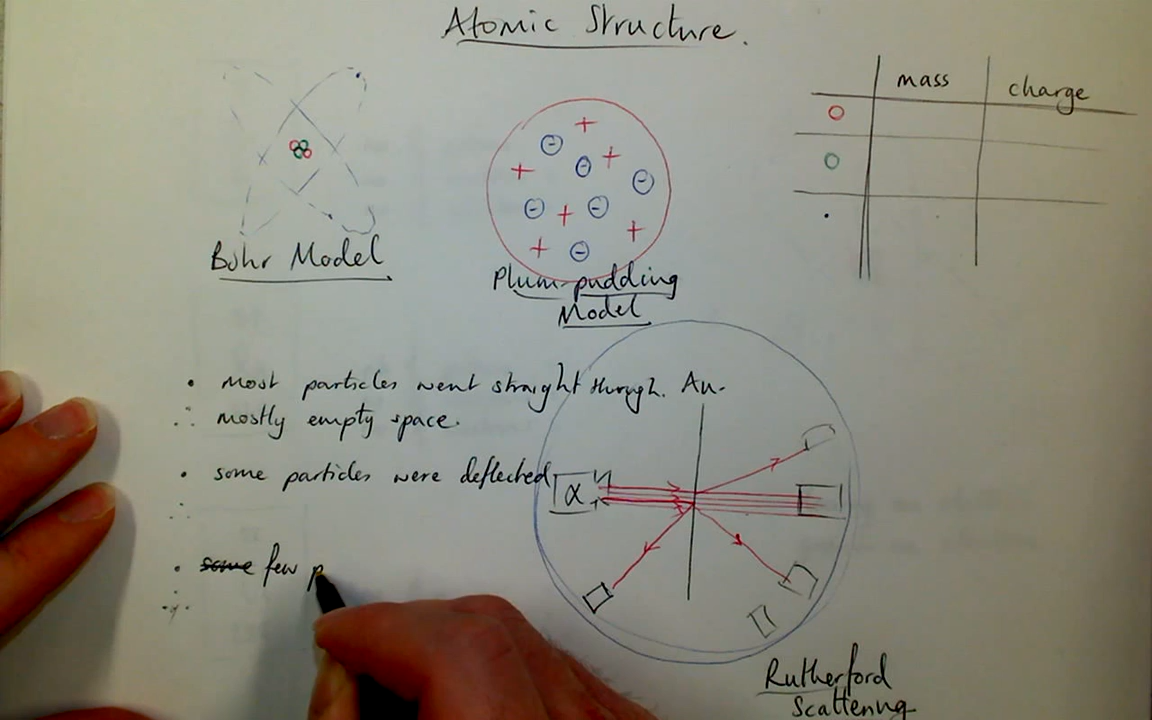 Atomic Structure.
mass charge
Bohr Model
Plum-pudding
Model
• most particles went straight through. Au.
∴ mostly empty space.
• some particles were deflected
∴
α
• some few p
∴
Rutherford
Scattering